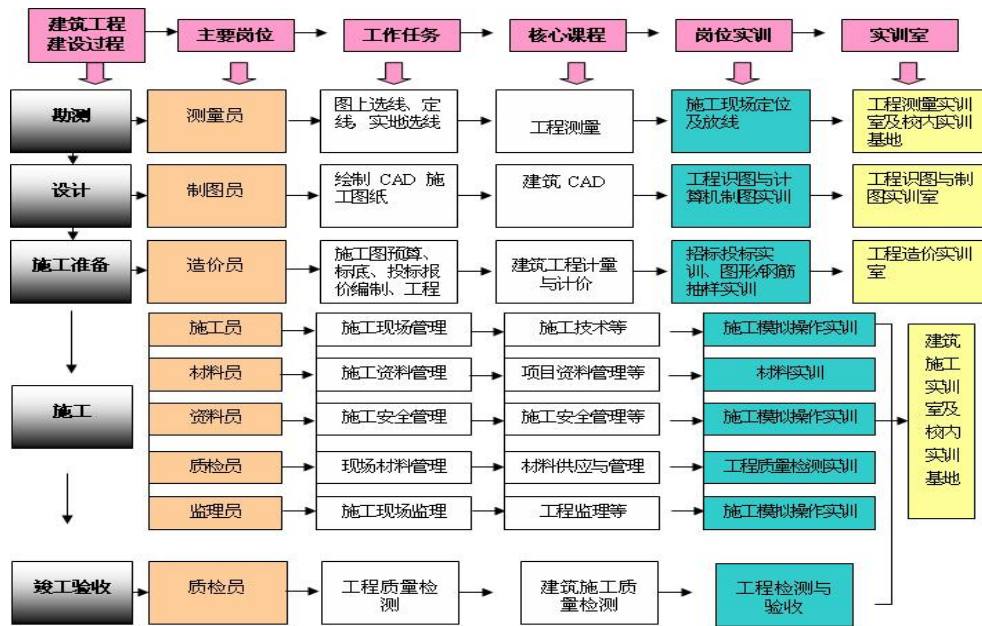 建筑工程
建设过程
主要岗位
工作任务
核心课程
岗位实训
实训室
勘测
测量员
图上选线、定
线，实地选线
工程测量
施工现场定位
及放线
工程测量实训
室及校内实训
基地
设计
制图员
绘制 CAD 施
工图纸
建筑 CAD
工程识图与计
算机制图实训
工程识图与制
图实训室
施工准备
造价员
施工图预算、
标底、投标报
价编制、工程
建筑工程计量
与计价
招标投标实
训、图形/钢筋
抽样实训
工程造价实训
室
施工
施工员
施工现场管理
施工技术等
施工模拟操作实训
材料员
施工资料管理
项目资料管理等
材料实训
资料员
施工安全管理
施工安全管理等
施工模拟操作实训
质检员
现场材料管理
材料供应与管理
工程质量检测实训
监理员
施工现场监理
工程监理等
施工模拟操作实训
建筑
施工
实训
室及
校内
实训
基地
竣工验收
质检员
工程质量检
测
建筑施工质
量检测
工程检测与
验收